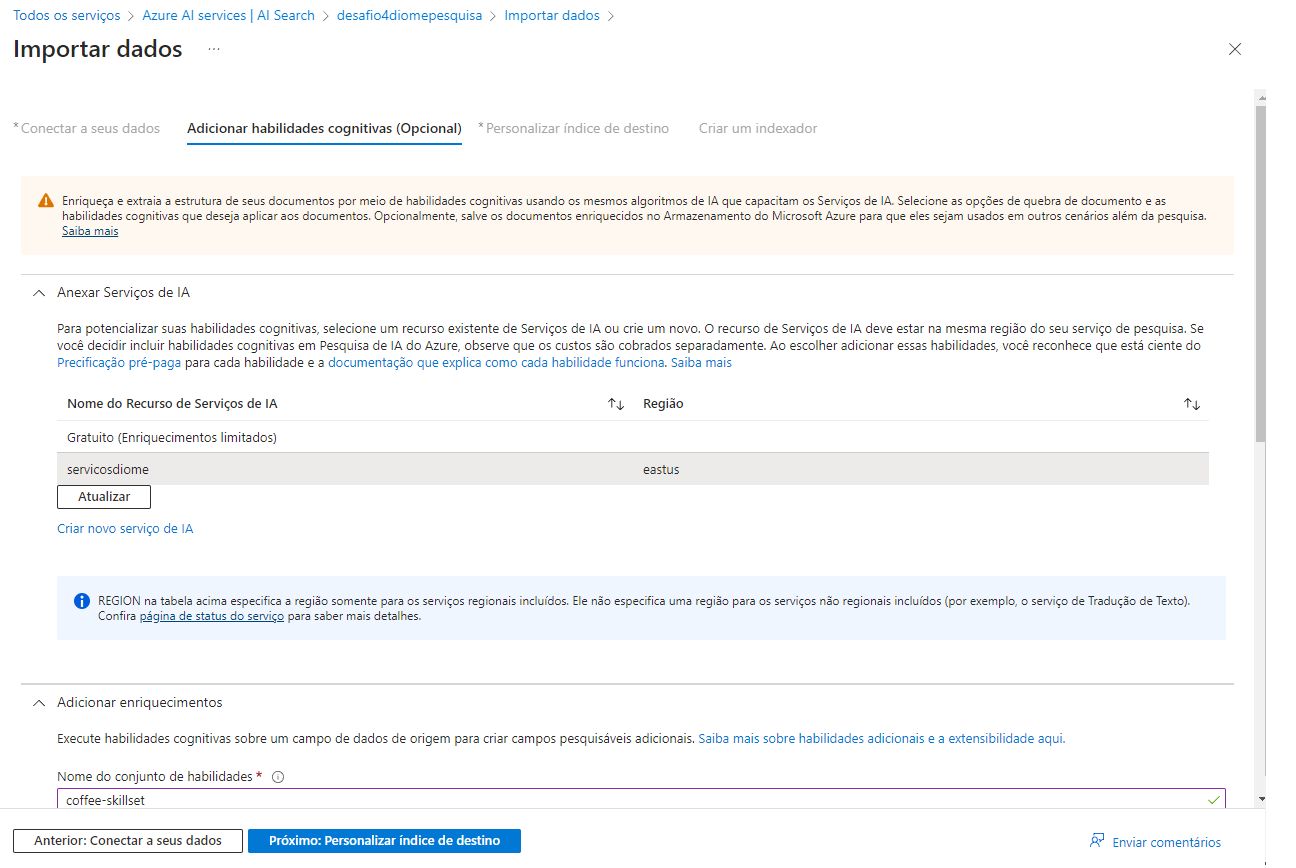 Todos os serviços > Azure AI services | AI Search > desafio4diomepesquisa > Importar dados >
Importar dados ...
* Conectar a seus dados Adicionar habilidades cognitivas (Opcional) * Personalizar índice de destino Criar um indexador
Enriqueça e extraia a estrutura de seus documentos por meio de habilidades cognitivas usando os mesmos algoritmos de IA que capacitam os Serviços de IA. Selecione as opções de quebra de documento e as
habilidades cognitivas que deseja aplicar aos documentos. Opcionalmente, salve os documentos enriquecidos no Armazenamento do Microsoft Azure para que eles sejam usados em outros cenários além da pesquisa.
Saiba mais
Anexar Serviços de IA
Para potencializar suas habilidades cognitivas, selecione um recurso existente de Serviços de IA ou crie um novo. O recurso de Serviços de IA deve estar na mesma região do seu serviço de pesquisa. Se
você decidir incluir habilidades cognitivas em Pesquisa de IA do Azure, observe que os custos são cobrados separadamente. Ao escolher adicionar essas habilidades, você reconhece que está ciente do
Precificação pré-paga para cada habilidade e a documentação que explica como cada habilidade funciona. Saiba mais
Nome do Recurso de Serviços de IA Região
Gratuito (Enriquecimentos limitados)
servicosdiome eastus
Atualizar
Criar novo serviço de IA
REGION na tabela acima especifica a região somente para os serviços regionais incluídos. Ele não especifica uma região para os serviços não regionais incluídos (por exemplo, o serviço de Tradução de Texto).
Confira página de status do serviço para saber mais detalhes.
Adicionar enriquecimentos
Execute habilidades cognitivas sobre um campo de dados de origem para criar campos pesquisáveis adicionais. Saiba mais sobre habilidades adicionais e a extensibilidade aqui.
Nome do conjunto de habilidades *
coffee-skillset
Anterior: Conectar a seus dados Próximo: Personalizar índice de destino Enviar comentários